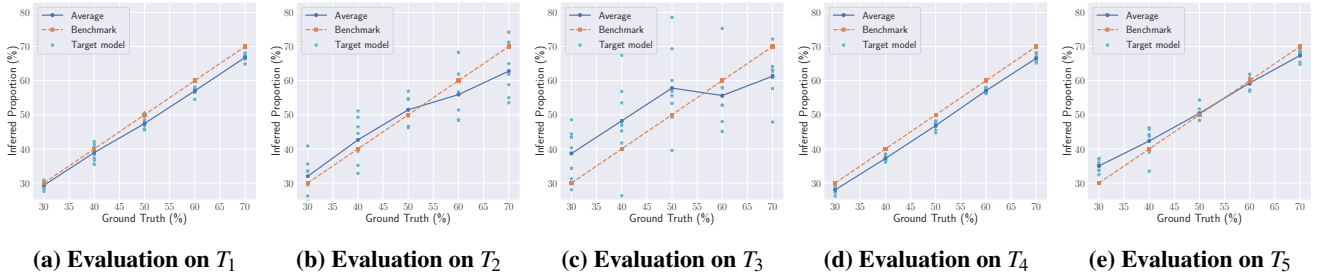 Average
Benchmark
Target model
80
70
60
50
40
30
Inferred Proportion (%)
30 35 40 45 50 55 60 65 70
Ground Truth (%)
(a) Evaluation on T1
Average
Benchmark
Target model
80
70
60
50
40
30
Inferred Proportion (%)
30 35 40 45 50 55 60 65 70
Ground Truth (%)
(b) Evaluation on T2
Average
Benchmark
Target model
80
70
60
50
40
30
Inferred Proportion (%)
30 35 40 45 50 55 60 65 70
Ground Truth (%)
(c) Evaluation on T3
Average
Benchmark
Target model
80
70
60
50
40
30
Inferred Proportion (%)
30 35 40 45 50 55 60 65 70
Ground Truth (%)
(d) Evaluation on T4
Average
Benchmark
Target model
80
70
60
50
40
30
Inferred Proportion (%)
30 35 40 45 50 55 60 65 70
Ground Truth (%)
(e) Evaluation on T5